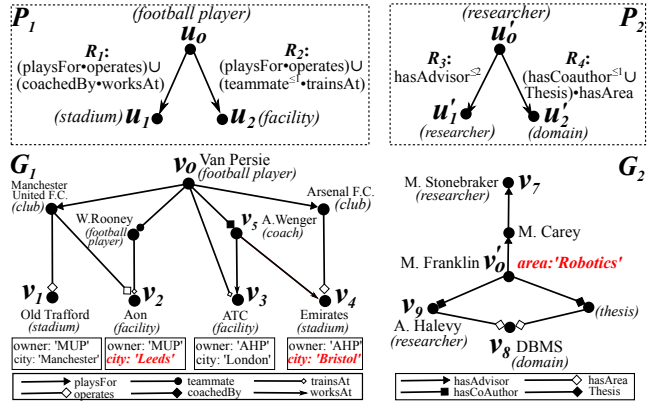 P1
(football player)
uo
R1:
(playsFor•operates)∪
(coachedBy•worksAt)
R2:
(playsFor•operates)∪
(teammate≤1•trainsAt)
(stadium) u1
u2 (facility)
P2
(researcher)
u'o
R3:
hasAdvisor≤2
R4:
(hasCoauthor≤1∪
Thesis)•hasArea
u'1
(researcher)
u'2
(domain)
G1
vo Van Persie
(football player)
Manchester
United F.C.
(club)
Arsenal F.C.
(club)
W.Rooney
(football
player)
v5 A.Wenger
(coach)
v1
v2
v3
v4
Old Trafford
(stadium)
Aon
(facility)
ATC
(facility)
Emirates
(stadium)
owner: 'MUP'
city: 'Manchester'
owner: 'MUP'
city: 'Leeds'
owner: 'AHP'
city: 'London'
owner: 'AHP'
city: 'Bristol'
playsFor
teammate
trainsAt
operates
coachedBy
worksAt
G2
M. Stonebraker
(researcher)
v7
M. Carey
M. Franklin v'o area:'Robotics'
v9
A. Halevy
(researcher)
(thesis)
v8 DBMS
(domain)
hasAdvisor
hasArea
hasCoAuthor
Thesis